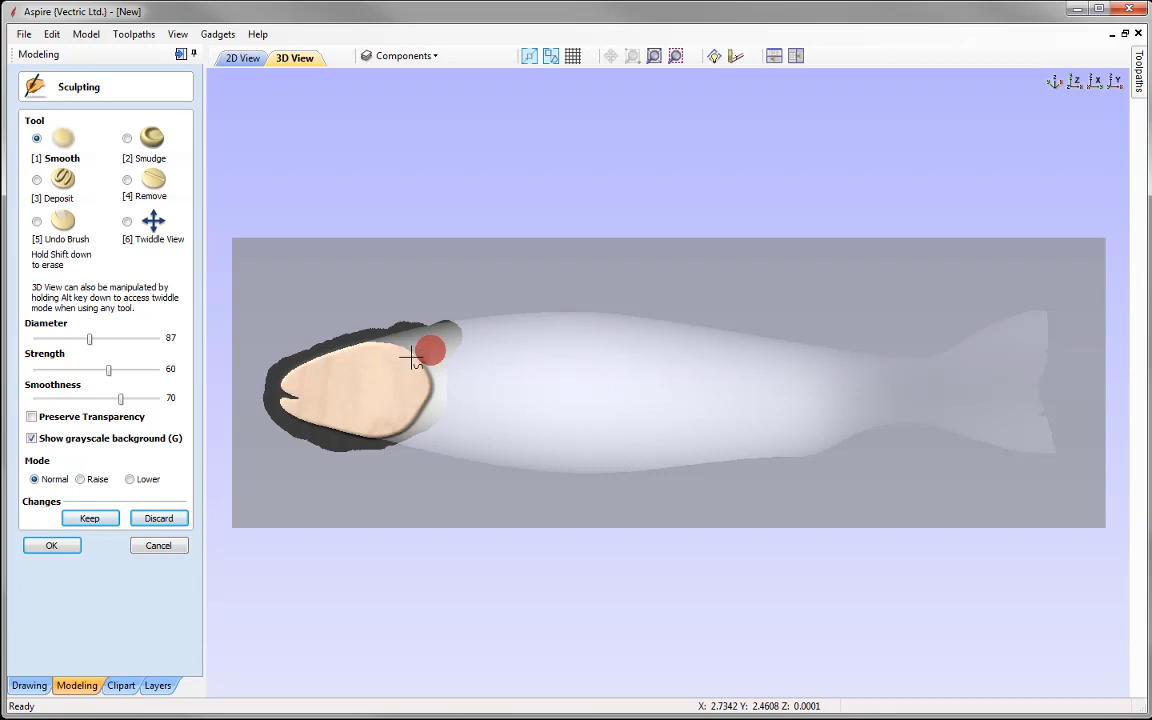 Aspire {Vectric Ltd.} - [New]
File Edit Model Toolpaths View Gadgets Help
Modeling
2D View 3D View Components
Toolpaths
Sculpting
Tool
[1] Smooth [2] Smudge
[3] Deposit [4] Remove
[5] Undo Brush [6] Twiddle View
Hold Shift down
to erase
3D View can also be manipulated by
holding Alt key down to access twiddle
mode when using any tool.
Diameter
87
Strength
60
Smoothness
70
Preserve Transparency
Show grayscale background (G)
Mode
Normal Raise Lower
Changes
Keep Discard
OK Cancel
Drawing Modeling Clipart Layers
Ready X: 2.7342 Y: 2.4608 Z: 0.0001